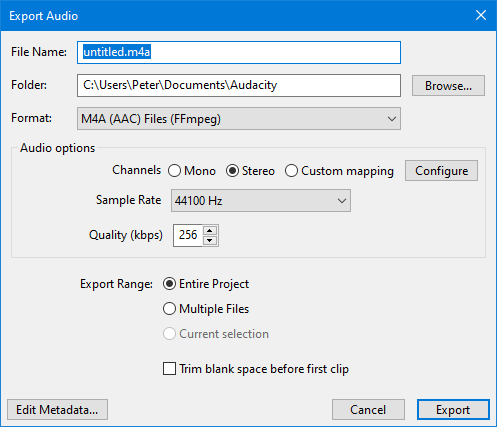 Export Audio
File Name: untitled.m4a
Folder: C:\Users\Peter\Documents\Audacity Browse...
Format: M4A (AAC) Files (FFmpeg)
Audio options
Channels Mono Stereo Custom mapping Configure
Sample Rate 44100 Hz
Quality (kbps) 256
Export Range: Entire Project
Multiple Files
Current selection
Trim blank space before first clip
Edit Metadata... Cancel Export